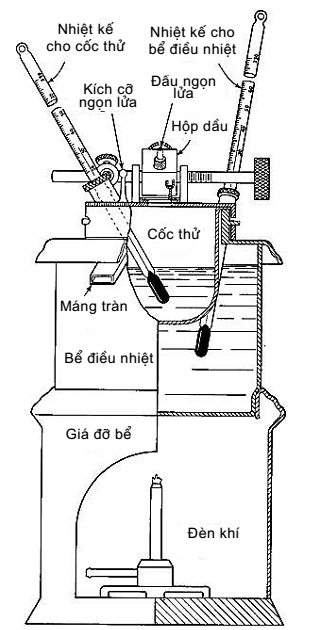 Nhiệt kế
cho cốc thử
Nhiệt kế cho
bể điều nhiệt
Kích cỡ
ngọn lửa
Đầu ngọn
lửa
Hộp dầu
Cốc thử
Máng tràn
Bể điều nhiệt
Giá đỡ bể
Đèn khí